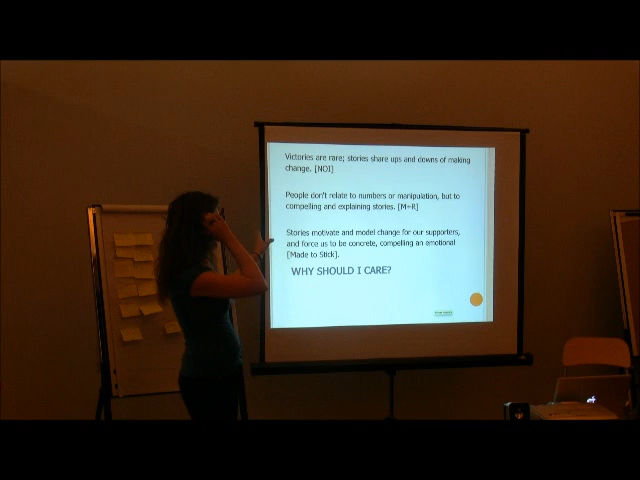 Victories are rare; stories share ups and downs of making
change. [NOI]
People don't relate to numbers or manipulation, but to
compelling and explaining stories. [M+R]
Stories motivate and model change for our supporters,
and force us to be concrete, compelling an emotional
[Made to Stick].
WHY SHOULD I CARE?